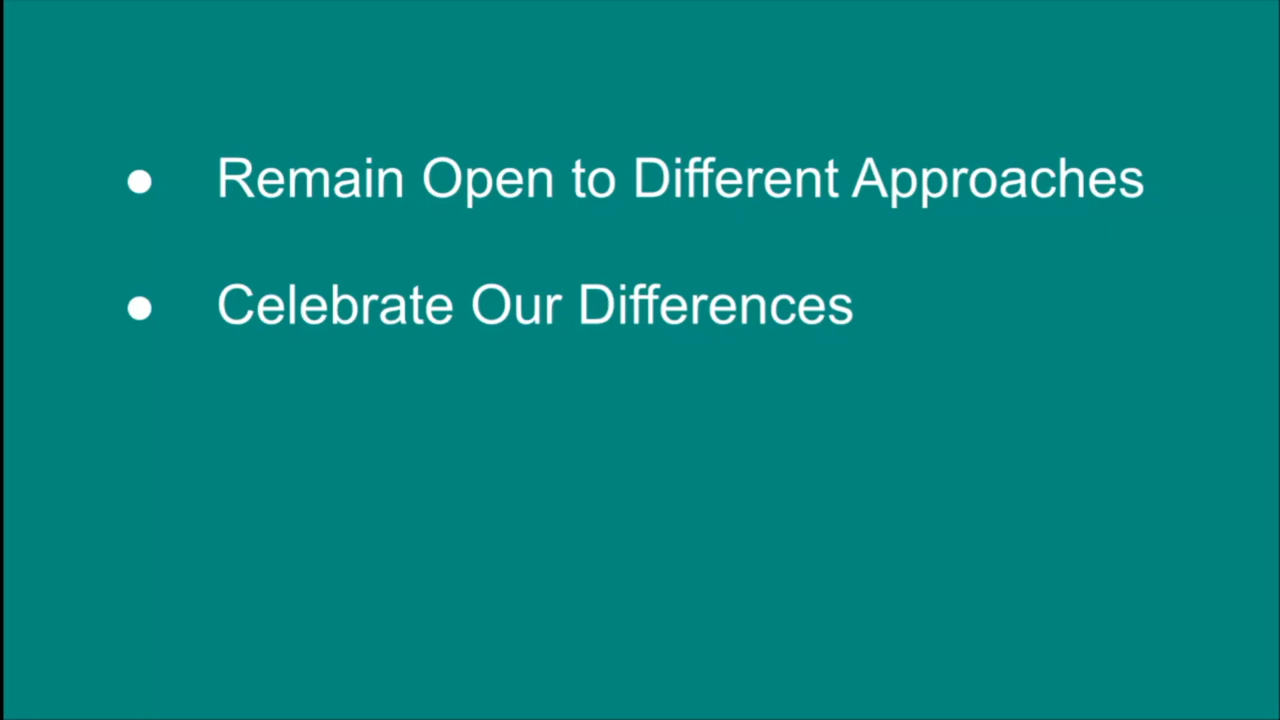 ● Remain Open to Different Approaches
● Celebrate Our Differences